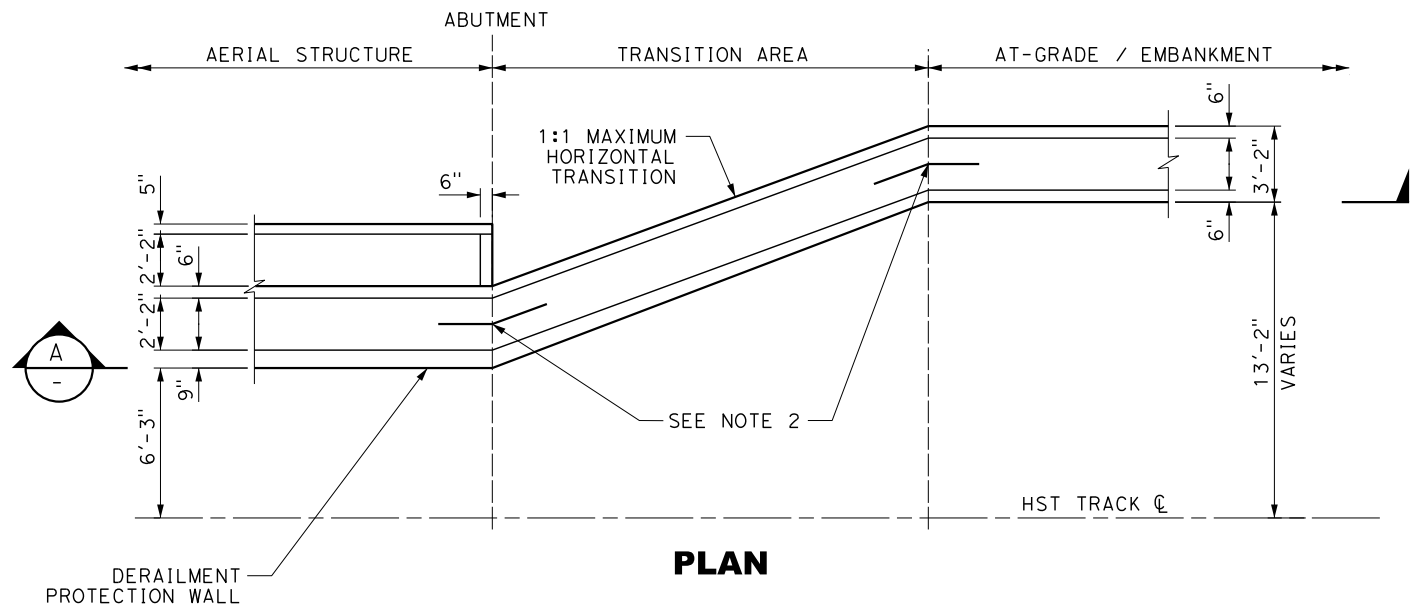 ABUTMENT
AERIAL STRUCTURE
TRANSITION AREA
AT-GRADE / EMBANKMENT
6"
1:1 MAXIMUM
HORIZONTAL
TRANSITION
3'-2"
6"
5"
6"
2'-2"
6"
2'-2"
A
-
9"
13'-2"
VARIES
SEE NOTE 2
6'-3"
HST TRACK ℄
PLAN
DERAILMENT
PROTECTION WALL